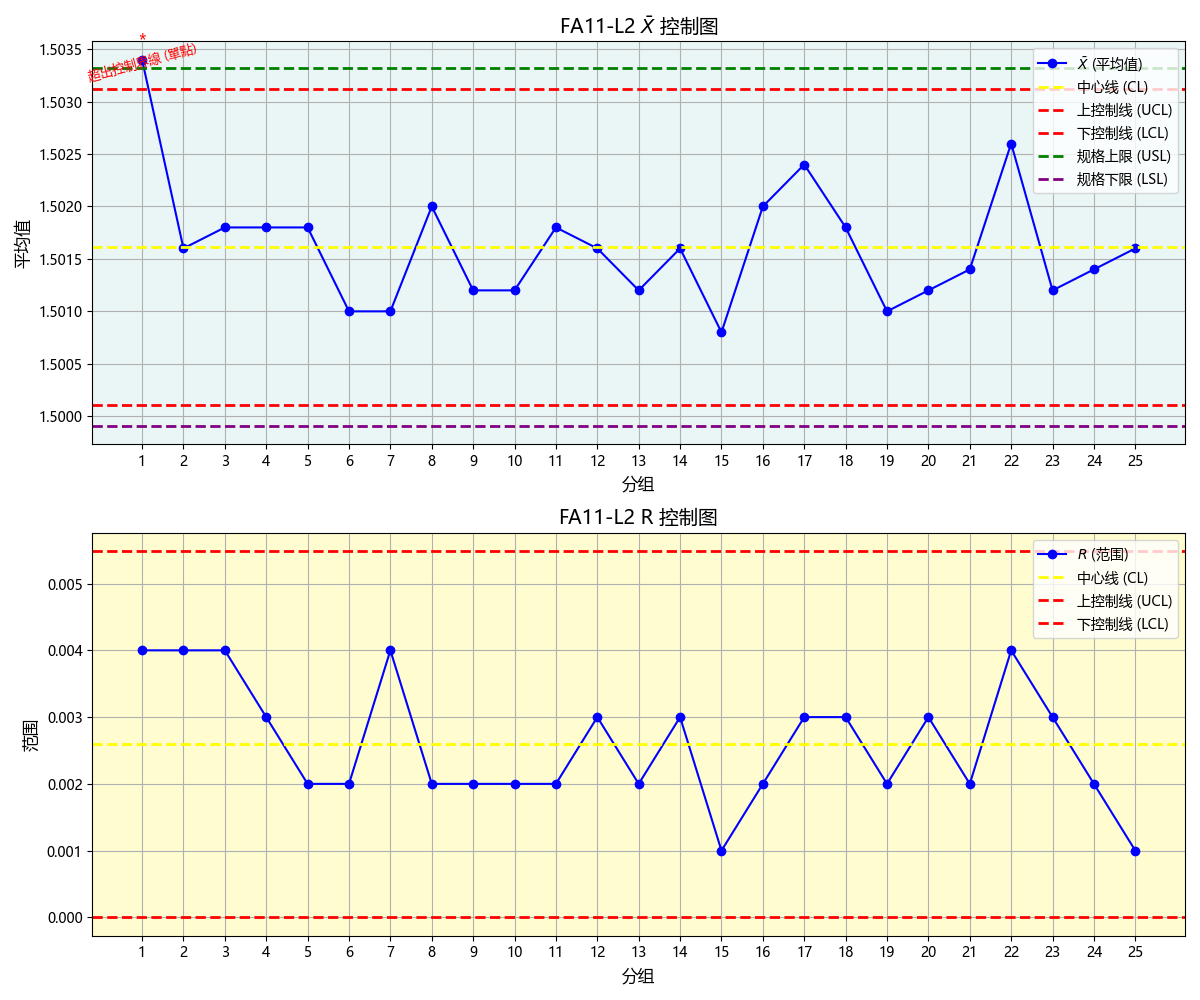 FA11-L2 X̄ 控制图
*
超出控制界線 (單點)
1.5035
1.5030
1.5025
1.5020
1.5015
1.5010
1.5005
1.5000
平均值
X̄ (平均值)
中心线 (CL)
上控制线 (UCL)
下控制线 (LCL)
规格上限 (USL)
规格下限 (LSL)
1 2 3 4 5 6 7 8 9 10 11 12 13 14 15 16 17 18 19 20 21 22 23 24 25
分组
FA11-L2 R 控制图
0.005
0.004
0.003
0.002
0.001
0.000
范围
R (范围)
中心线 (CL)
上控制线 (UCL)
下控制线 (LCL)
1 2 3 4 5 6 7 8 9 10 11 12 13 14 15 16 17 18 19 20 21 22 23 24 25
分组